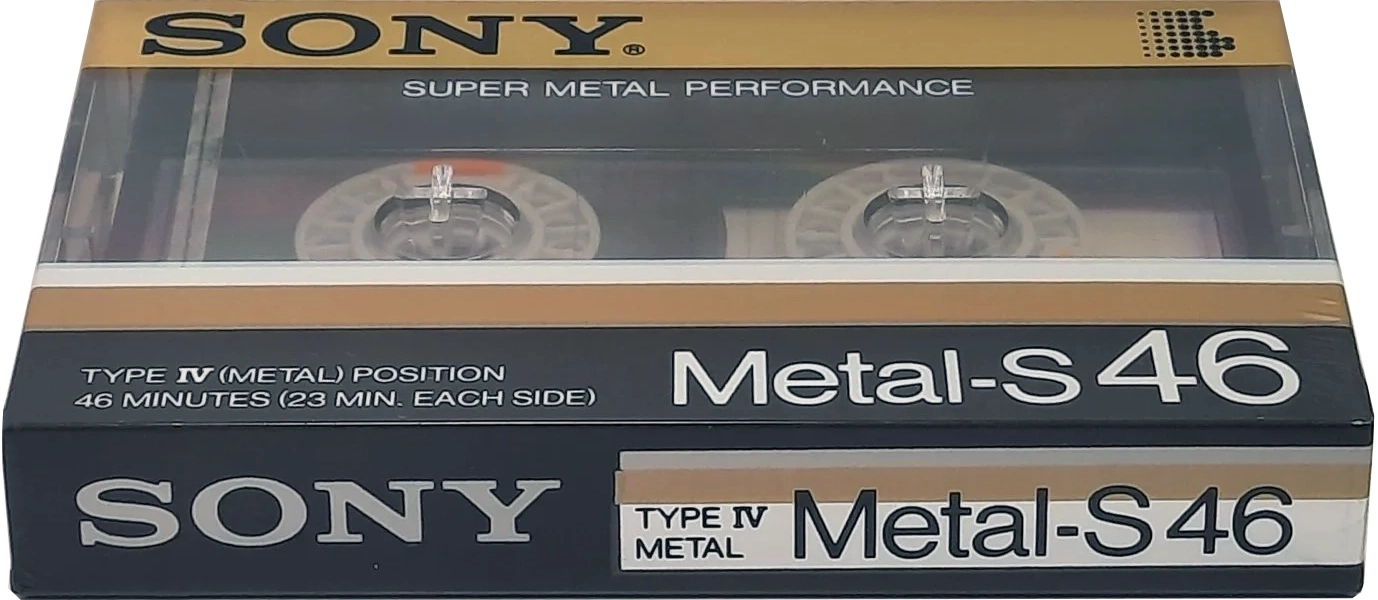 SONY®
SUPER METAL PERFORMANCE
TYPE IV (METAL) POSITION
46 MINUTES (23 MIN. EACH SIDE)
Metal-S 46
SONY
TYPE IV
METAL
Metal-S 46